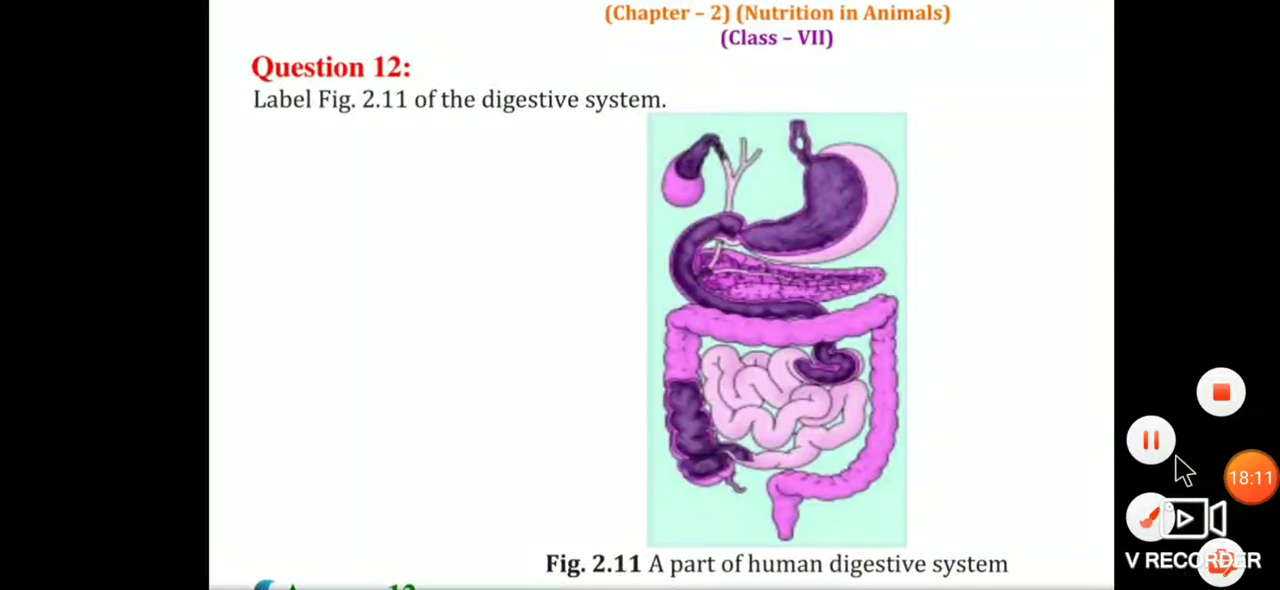 (Chapter – 2) (Nutrition in Animals)
(Class – VII)
Question 12:
Label Fig. 2.11 of the digestive system.
18:11
V RECORDER
Fig. 2.11 A part of human digestive system